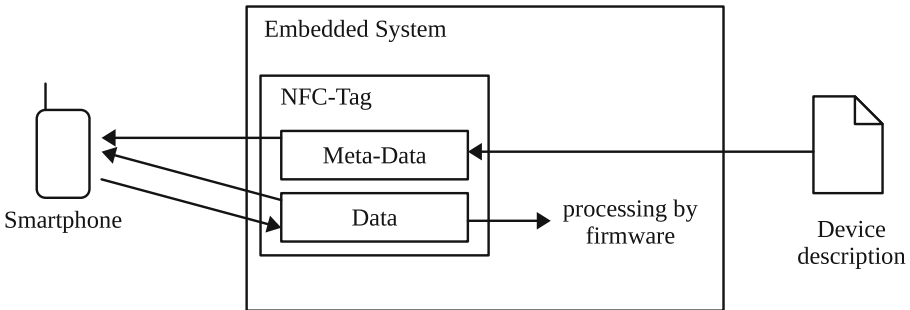 Embedded System
NFC-Tag
Meta-Data
Data
Smartphone
processing by
firmware
Device
description